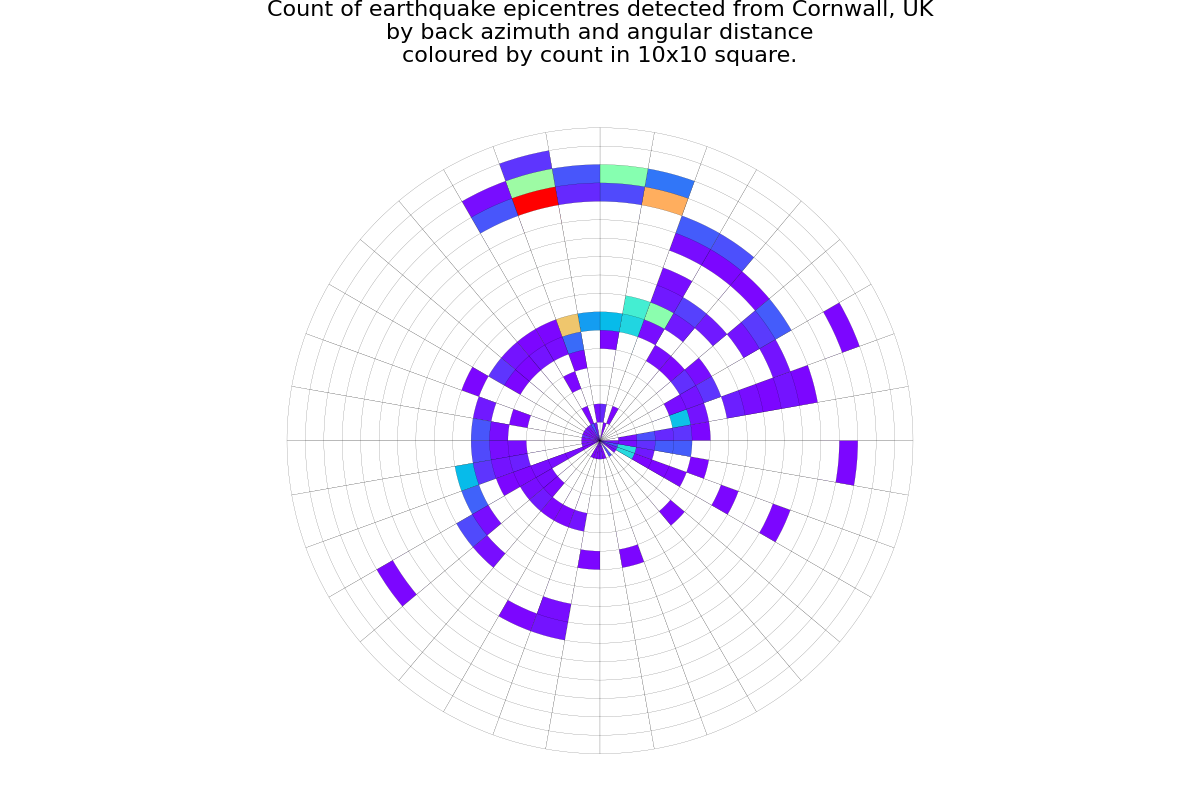 Count of earthquake epicentres detected from Cornwall, UK
by back azimuth and angular distance
coloured by count in 10x10 square.